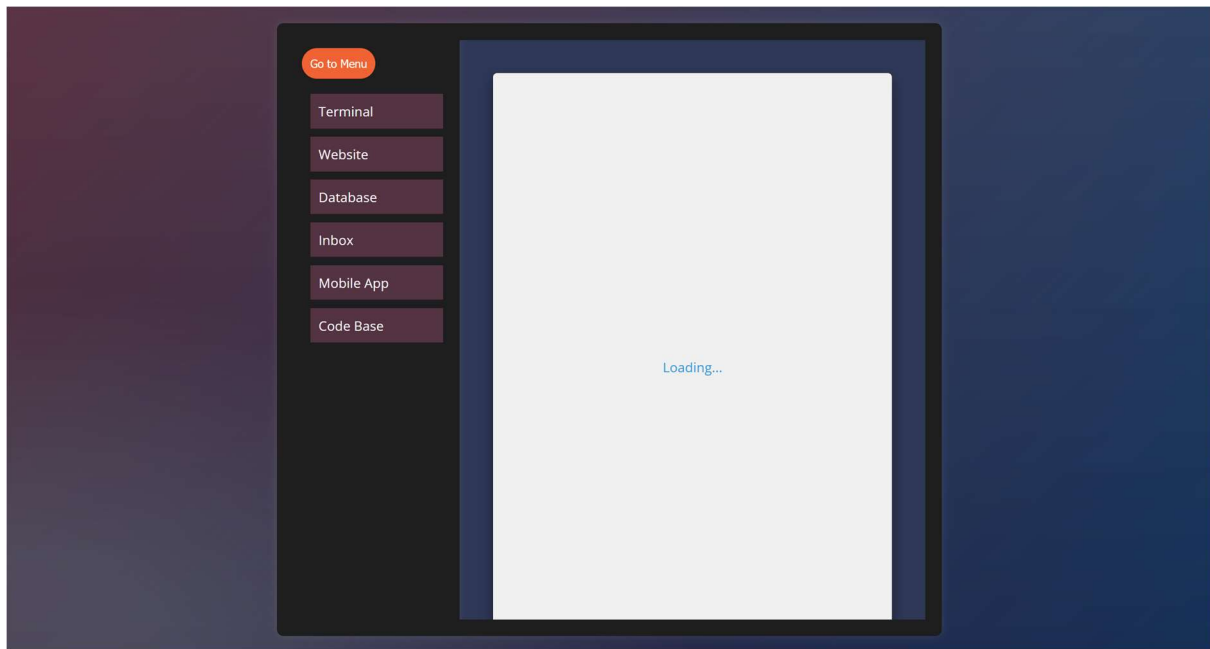 Go to Menu
Terminal
Website
Database
Inbox
Mobile App
Code Base
Loading...